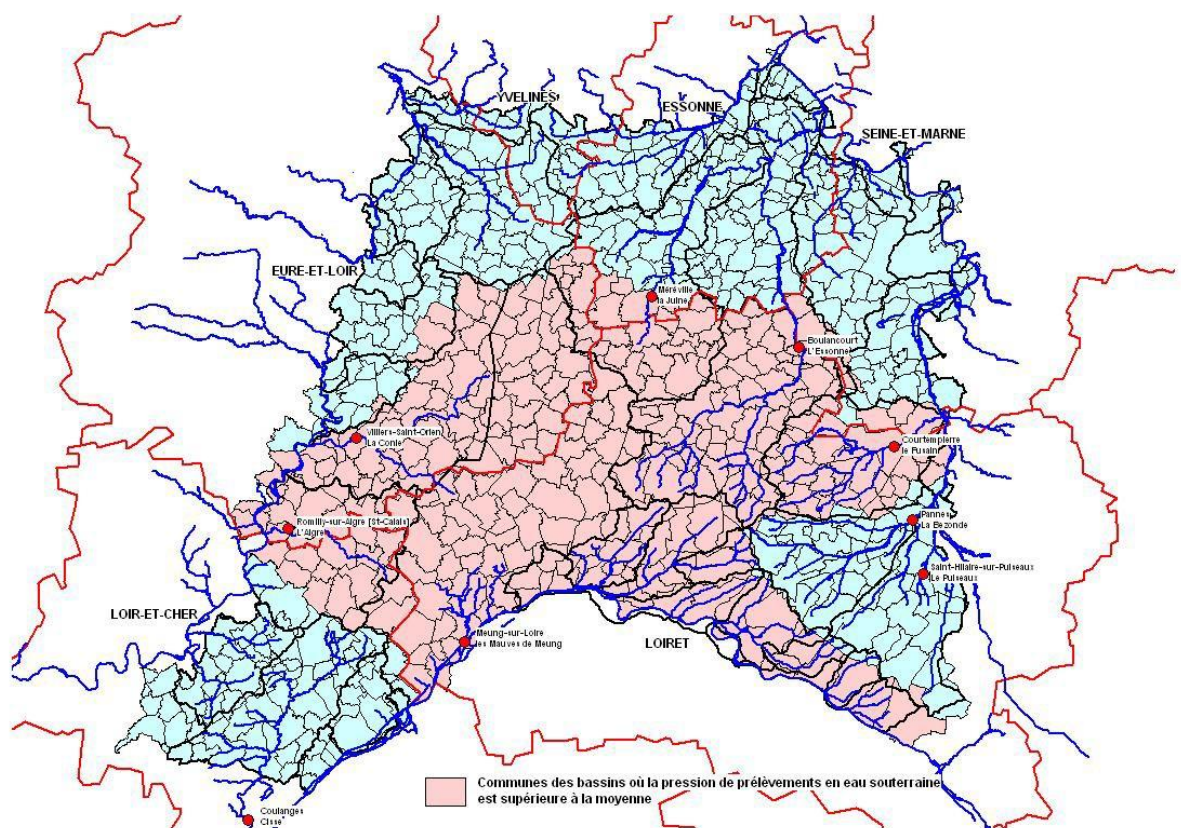 YVELINES
ESSONNE
SEINE-ET-MARNE
EURE-ET-LOIR
Méréville
la Juine
Boulancourt
L'Essonne
Villiers-Saint-Orien
La Conie
Courtempierre
le Fusain
Romilly-sur-Aigre [St-Calais]
L'Aigre
Pannes
La Bezonde
Saint-Hilaire-sur-Puiseaux
Le Puiseaux
LOIR-ET-CHER
Meung-sur-Loire
les Mauves de Meung
LOIRET
Communes des bassins où la pression de prélèvements en eau souterraine
est supérieure à la moyenne
Coulanges
Cisse